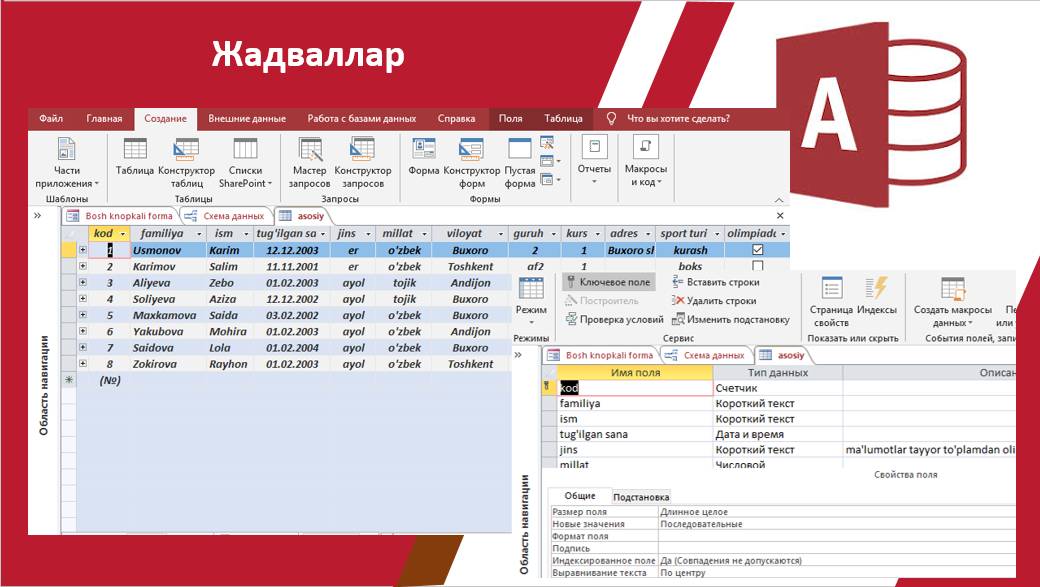 Жадваллар
A
Файл Главная Создание Внешние данные Работа с базами данных Справка Поля Таблица Что вы хотите сделать?
Части приложения
Таблица
Конструктор таблиц
Списки SharePoint
Мастер запросов
Конструктор запросов
Форма
Конструктор форм
Пустая форма
Отчеты
Макросы и код
Шаблоны Таблицы Запросы Формы
» Bosh knopkali forma Схема данных asosiy
kod familiya ism tug'ilgan sa jins millat viloyat guruh kurs adres sport turi olimpiada
1 Usmonov Karim 12.12.2003 er o'zbek Buxoro 2 1 Buxoro sl kurash
2 Karimov Salim 11.11.2001 er o'zbek Toshkent af2 1 boks
3 Aliyeva Zebo 01.02.2003 ayol tojik Andijon
4 Soliyeva Aziza 12.12.2002 ayol tojik Buxoro
5 Maxkamova Saida 03.02.2002 ayol o'zbek Buxoro
6 Yakubova Mohira 01.02.2003 ayol o'zbek Andijon
7 Saidova Lola 01.02.2004 ayol o'zbek Buxoro
8 Zokirova Rayhon 01.02.2003 ayol o'zbek Toshkent
(№)
Область навигации
Режим
Ключевое поле
Построитель
Проверка условий
Вставить строки
Удалить строки
Изменить подстановку
Страница свойств
Индексы
Создать макросы данных
Режимы Сервис Показать или скрыть События полей,
» Bosh knopkali forma Схема данных asosiy
Имя поля Тип данных
kod Счетчик
familiya Короткий текст
ism Короткий текст
tug'ilgan sana Дата и время
jins Короткий текст ma'lumotlar tayyor to'plamdan
millat Числовой
Свойства поля
Область навигации
Общие Подстановка
Размер поля Длинное целое
Новые значения Последовательные
Формат поля
Подпись
Индексированное поле Да (Совпадения не допускаются)
Выравнивание текста По центру